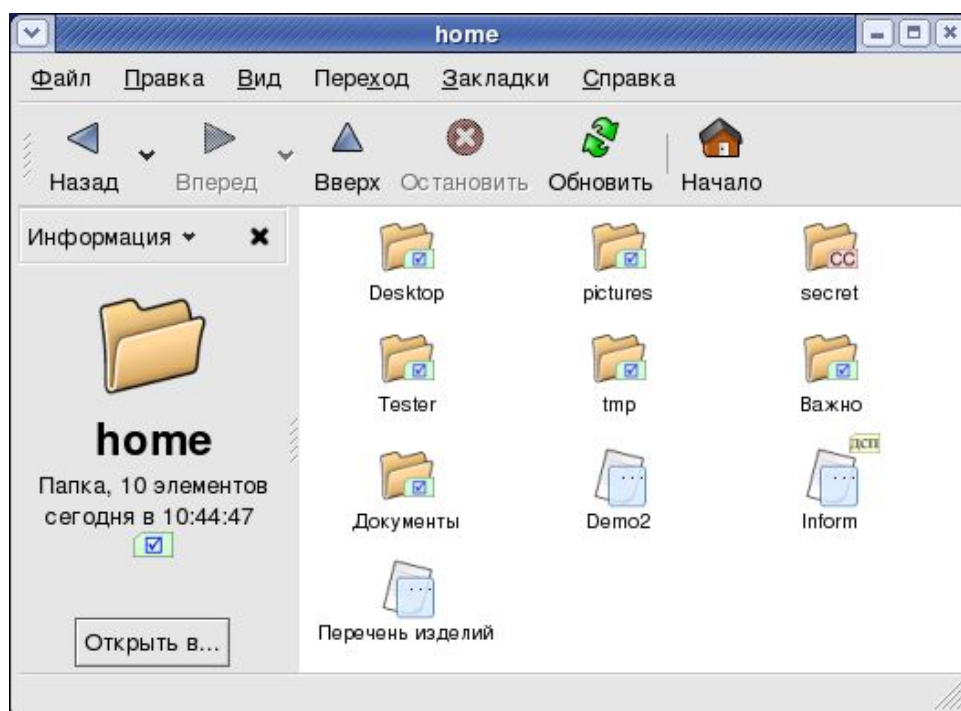 home
Файл Правка Вид Переход Закладки Справка
Назад Вперед Вверх Остановить Обновить Начало
Информация
home
Папка, 10 элементов
сегодня в 10:44:47
Открыть в...
Desktop pictures secret
CC
Tester tmp Важно
дсп
Документы Demo2 Inform
Перечень изделий